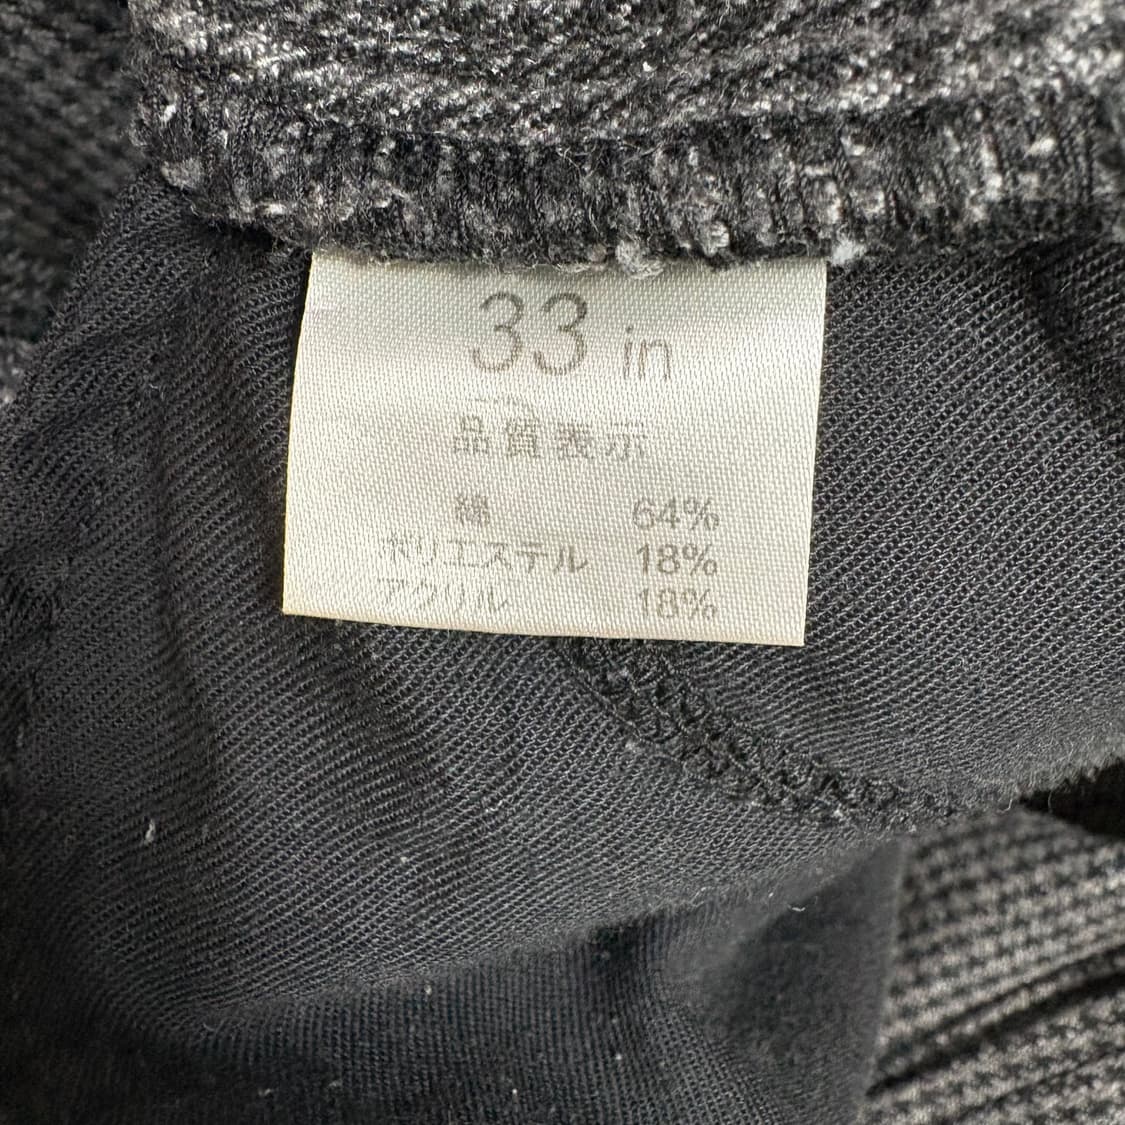 33 in
品質表示
綿 64%
ポリエステル 18%
アクリル 18%